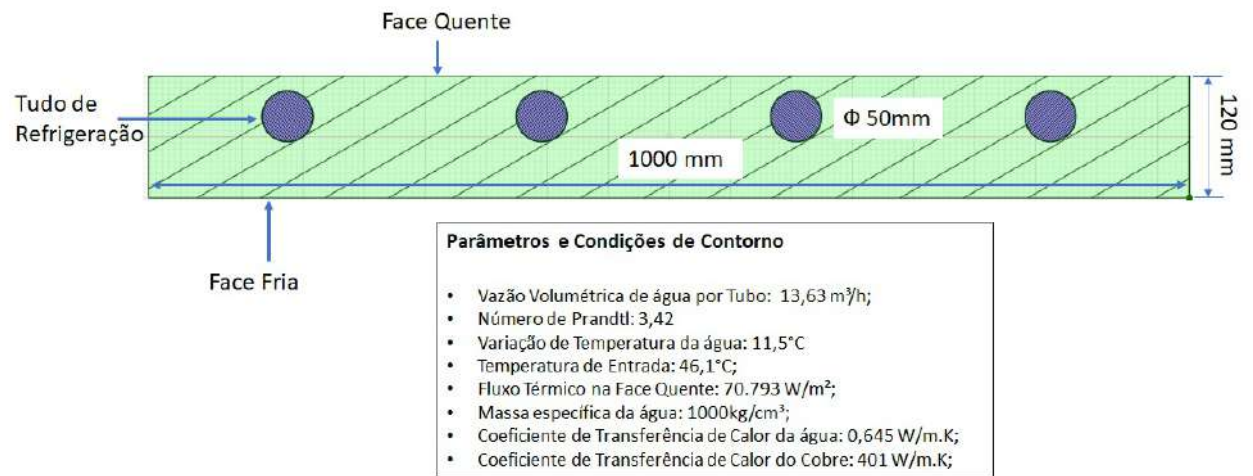 Face Quente
Tudo de
Refrigeração
Φ 50mm
1000 mm
120 mm
Face Fria
Parâmetros e Condições de Contorno
• Vazão Volumétrica de água por Tubo: 13,63 m³/h;
• Número de Prandtl: 3,42
• Variação de Temperatura da água: 11,5°C
• Temperatura de Entrada: 46,1°C;
• Fluxo Térmico na Face Quente: 70.793 W/m²;
• Massa específica da água: 1000kg/cm³;
• Coeficiente de Transferência de Calor da água: 0,645 W/m.K;
• Coeficiente de Transferência de Calor do Cobre: 401 W/m.K;